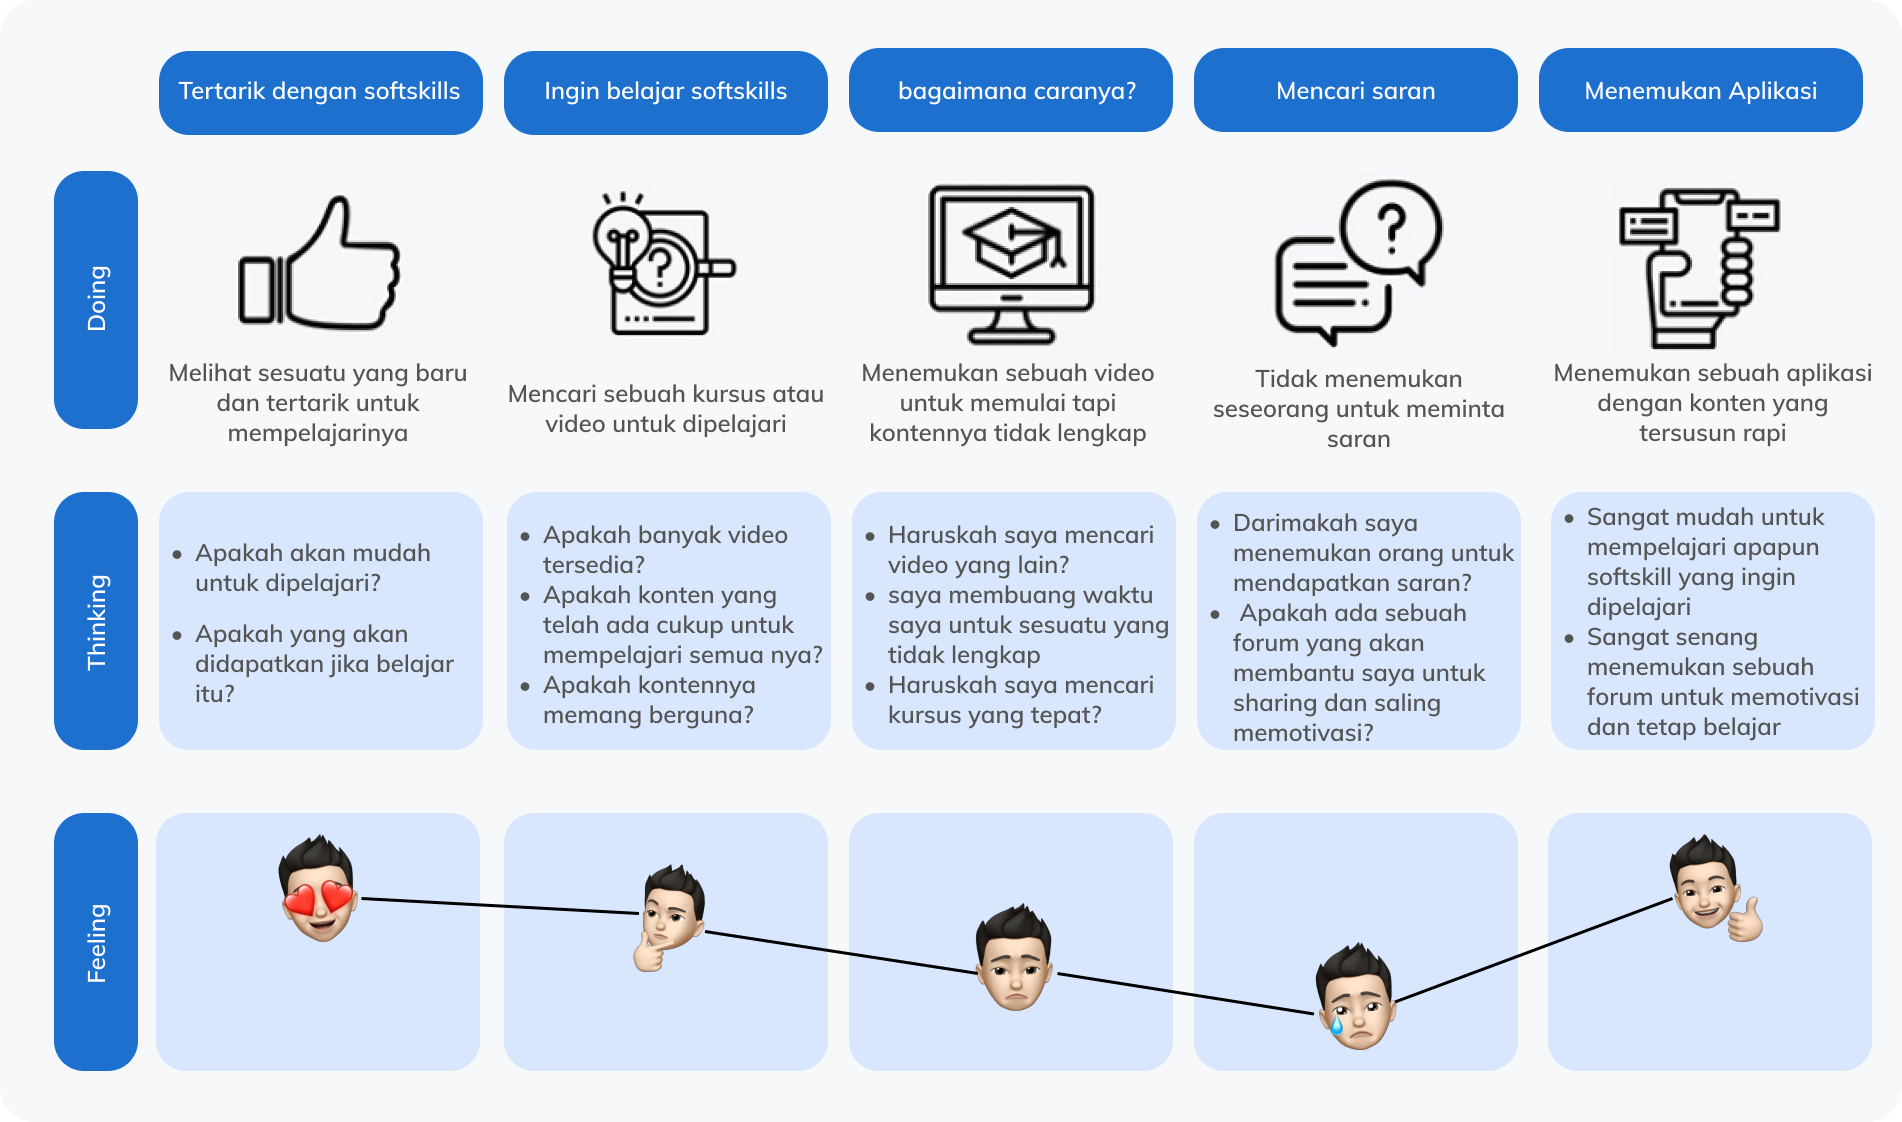 Tertarik dengan softskills
Ingin belajar softskills
bagaimana caranya?
Mencari saran
Menemukan Aplikasi
Doing
Melihat sesuatu yang baru
dan tertarik untuk
mempelajarinya
Mencari sebuah kursus atau
video untuk dipelajari
Menemukan sebuah video
untuk memulai tapi
kontennya tidak lengkap
Tidak menemukan
seseorang untuk meminta
saran
Menemukan sebuah aplikasi
dengan konten yang
tersusun rapi
Thinking
• Apakah akan mudah
untuk dipelajari?
• Apakah yang akan
didapatkan jika belajar
itu?
• Apakah banyak video
tersedia?
• Apakah konten yang
telah ada cukup untuk
mempelajari semua nya?
• Apakah kontennya
memang berguna?
• Haruskah saya mencari
video yang lain?
• saya membuang waktu
saya untuk sesuatu yang
tidak lengkap
• Haruskah saya mencari
kursus yang tepat?
• Darimakah saya
menemukan orang untuk
mendapatkan saran?
• Apakah ada sebuah
forum yang akan
membantu saya untuk
sharing dan saling
memotivasi?
• Sangat mudah untuk
mempelajari apapun
softskill yang ingin
dipelajari
• Sangat senang
menemukan sebuah
forum untuk memotivasi
dan tetap belajar
Feeling